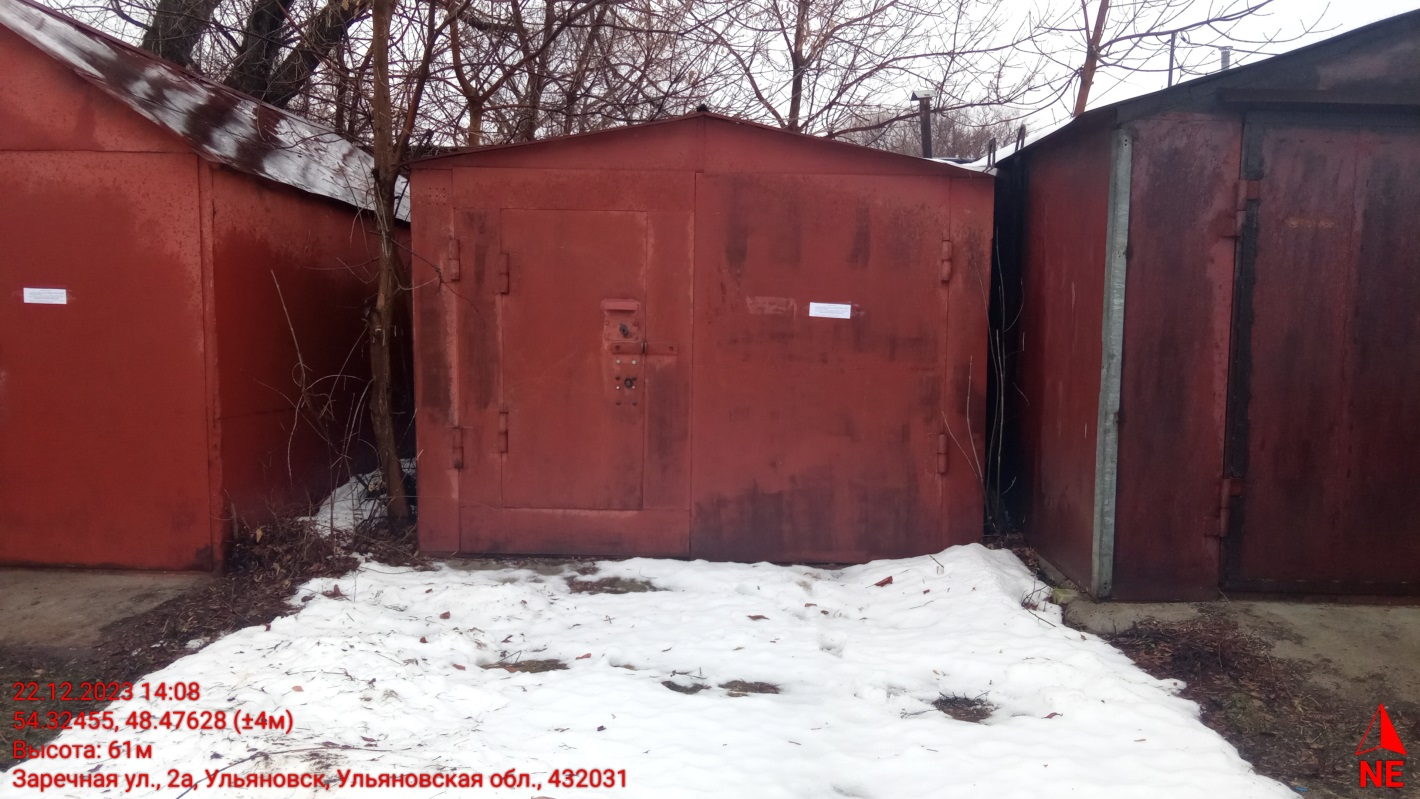 22.12.2023 14:08
54.32455, 48.47628 (±4м)
Высота: 61м
Заречная ул., 2а, Ульяновск, Ульяновская обл., 432031
NE